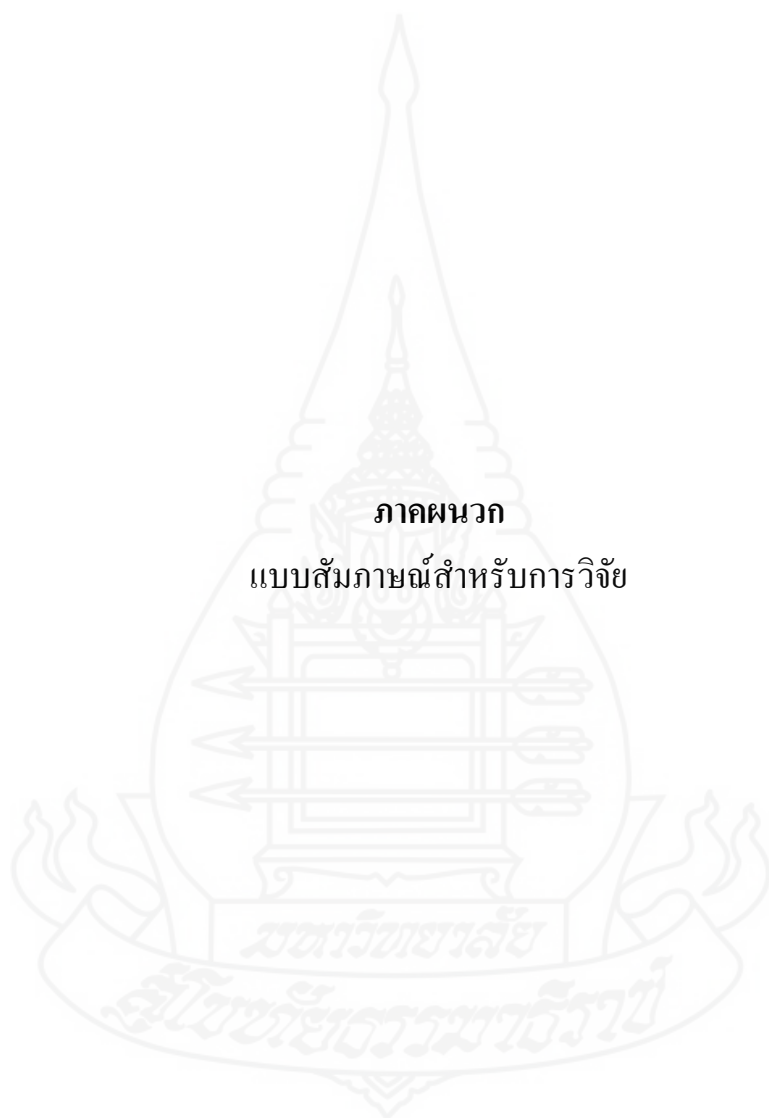 ภาคผนวก
แบบสัมภาษณ์สำหรับการวิจัย
มหาวิทยาลัย
สุโขทัยธรรมาธิราช